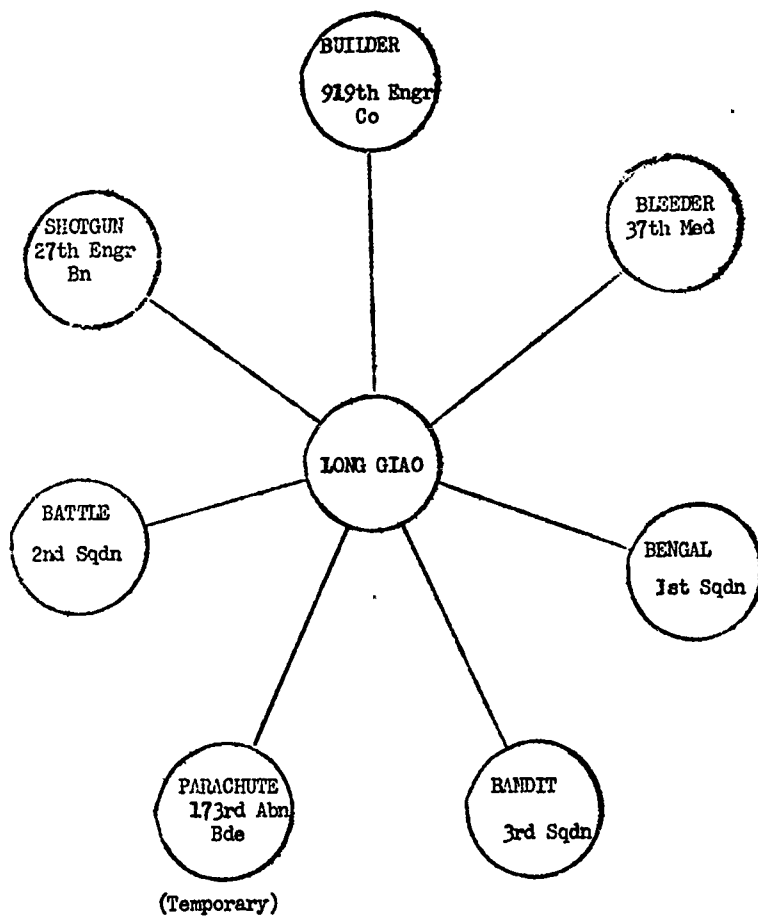 BUILDER
919th Engr
Co
BLEEDER
37th Med
SHOTGUN
27th Engr
Bn
LONG GIAO
BATTLE
2nd Sqdn
BENGAL
1st Sqdn
PARACHUTE
173rd Abn
Bde
(Temporary)
BANDIT
3rd Sqdn